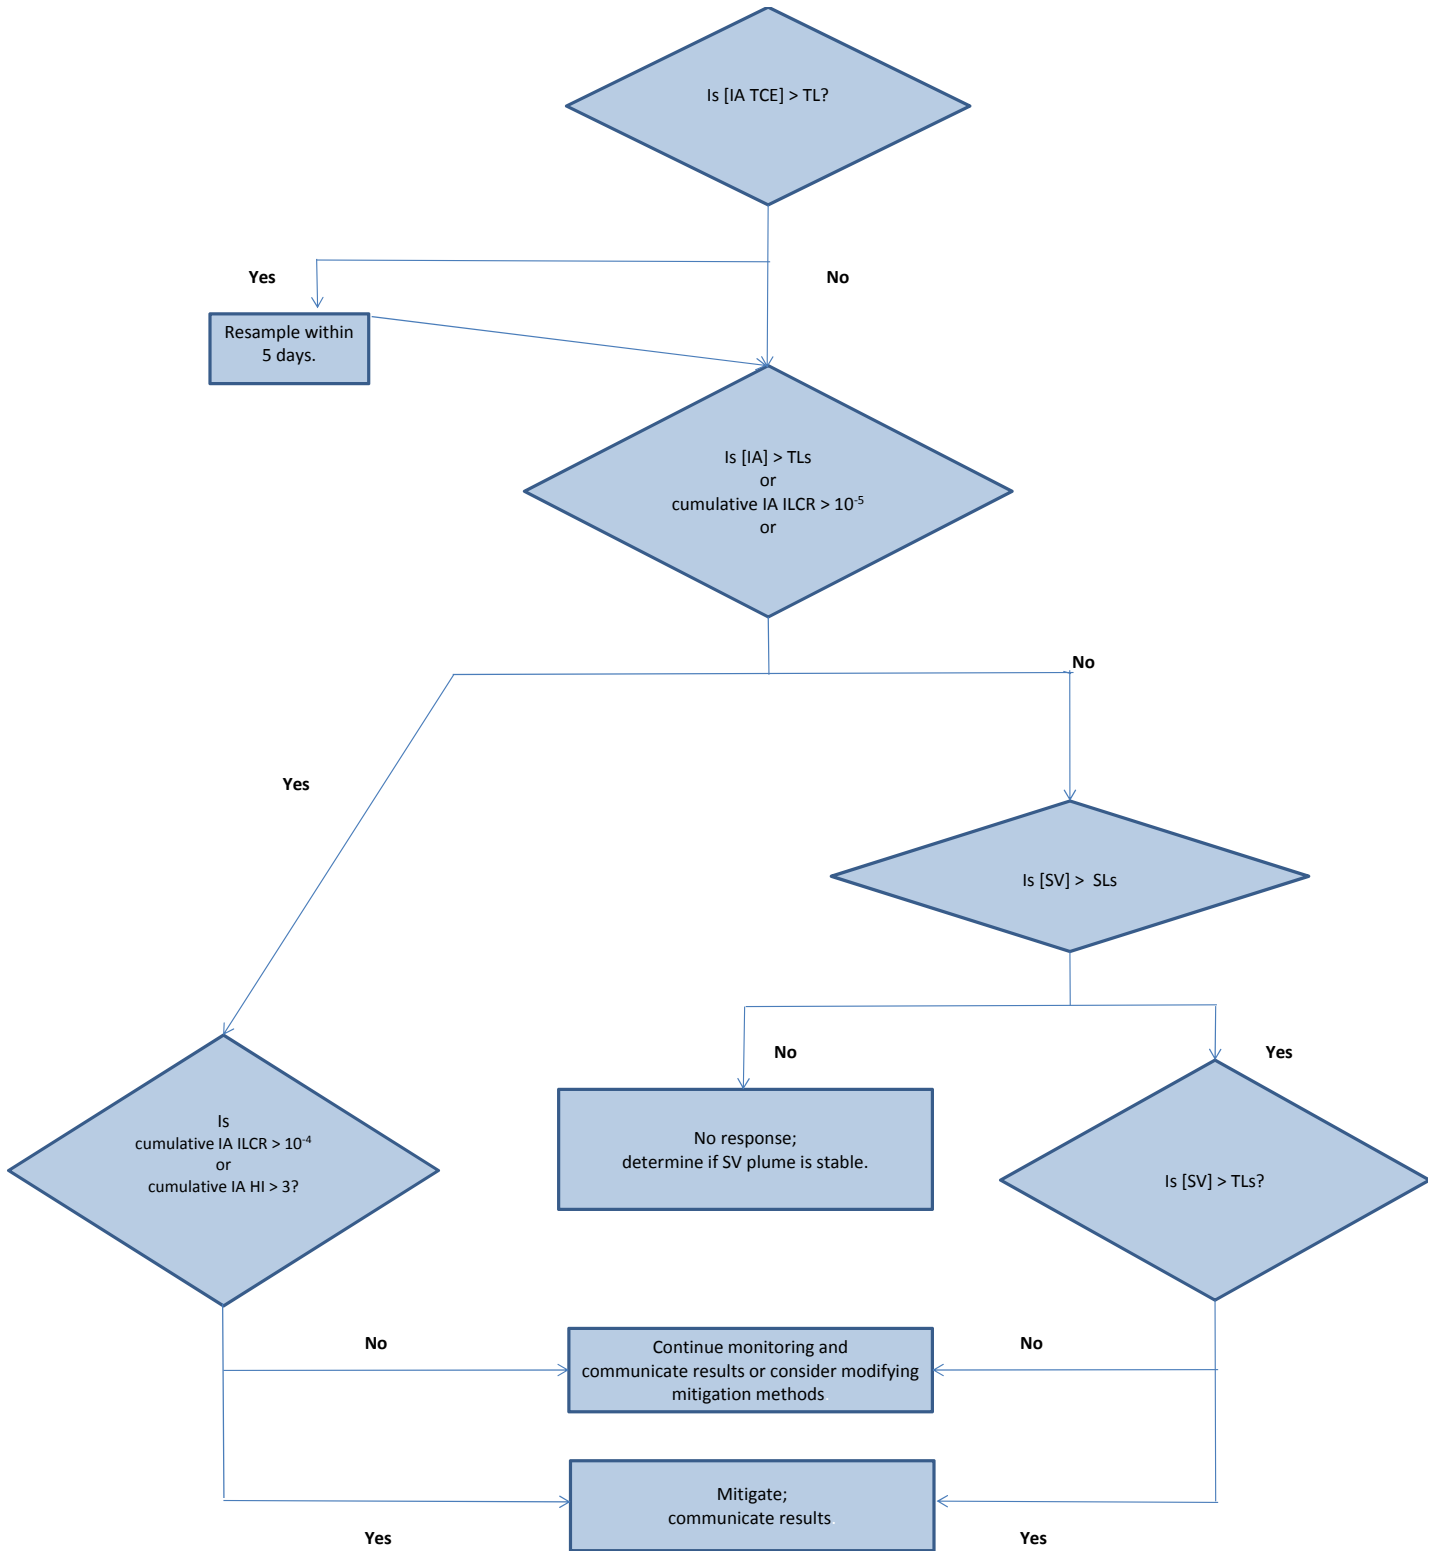 Is [IA TCE] > TL?
Yes
No
Resample within
5 days.
Is [IA] > TLs
or
cumulative IA ILCR > 10⁻⁵
or
No
Yes
Is [SV] >  SLs
No
Yes
Is
cumulative IA ILCR > 10⁻⁴
or
cumulative IA HI > 3?
No response;
determine if SV plume is stable.
Is [SV] > TLs?
No
No
Continue monitoring and
communicate results or consider modifying
mitigation methods.
Mitigate;
communicate results.
Yes
Yes